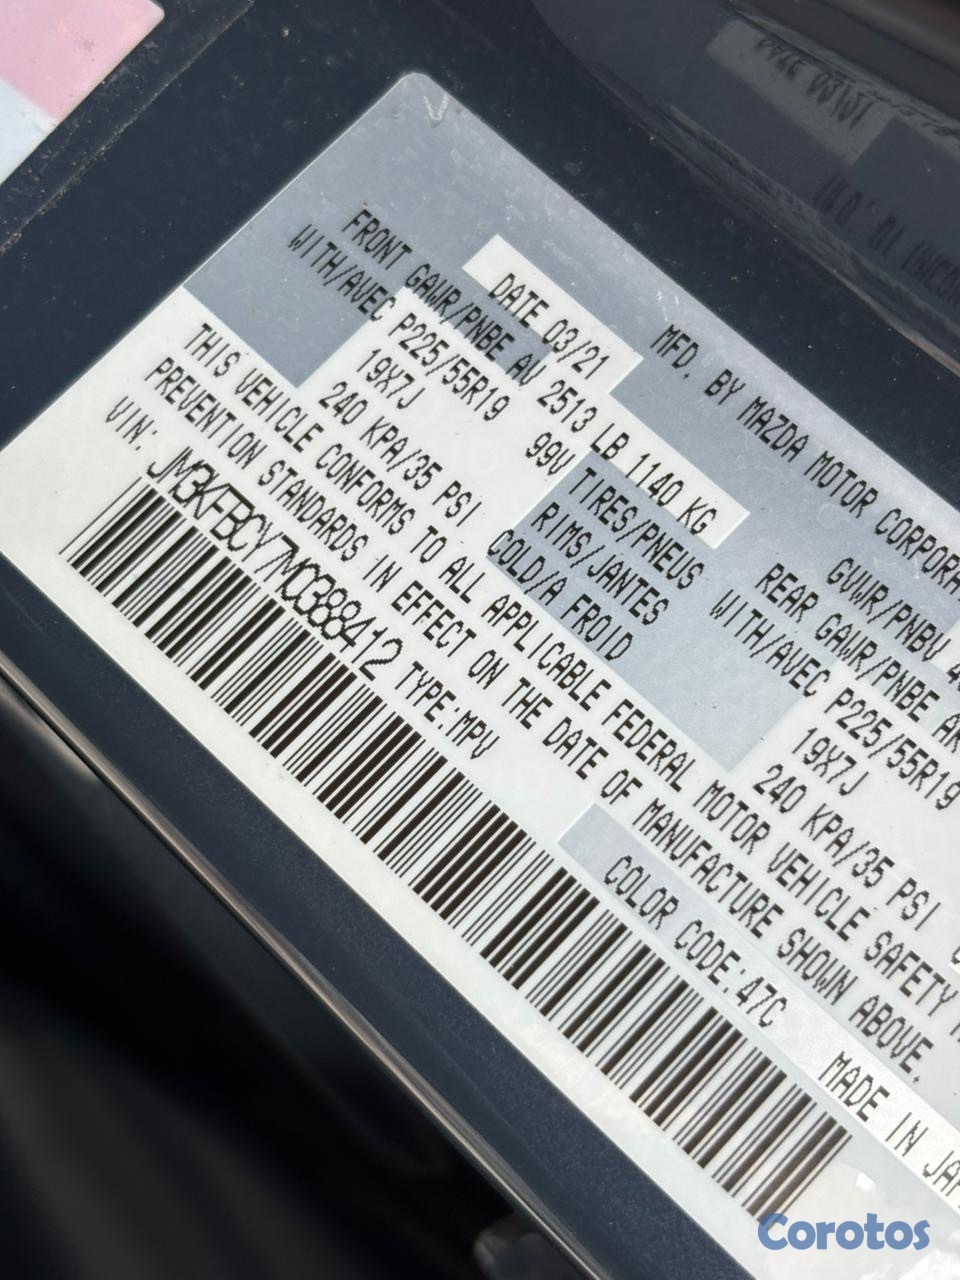 MFD. BY MAZDA MOTOR
DATE 03/21
GVWR/PNBV
FRONT GAWR/PNBE AV 2513 LB 1140 KG
REAR GAWR/PNBE
WITH/AVEC P225/55R19 99V TIRES/PNEUS WITH/AVEC P225/55R19
19X7J RIMS/JANTES 19X7J
240 KPA/35 PSI COLD/A FROID 240 KPA/35 PSI
THIS VEHICLE CONFORMS TO ALL APPLICABLE FEDERAL MOTOR VEHICLE SAFETY
PREVENTION STANDARDS IN EFFECT ON THE DATE OF MANUFACTURE SHOWN ABOVE.
VIN: JM3KFBCY7M0388412 TYPE:MPV
COLOR CODE:47C
MADE IN
Corotos